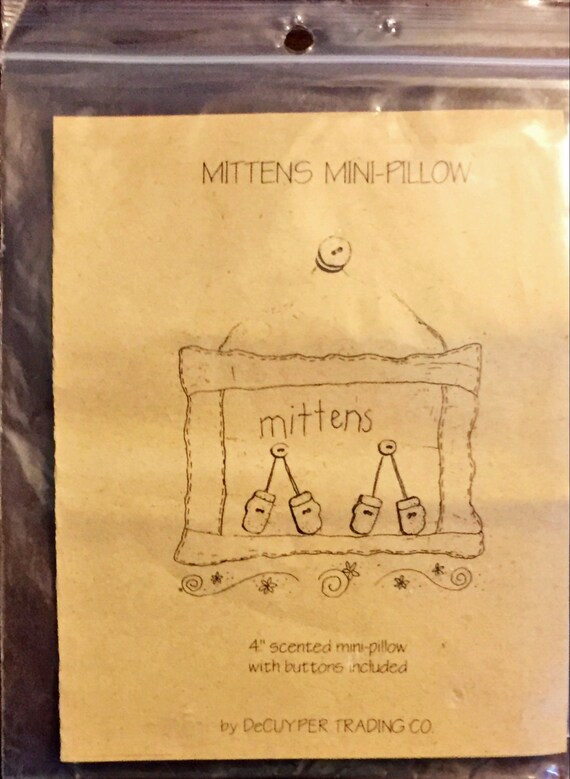 MITTENS MINI-PILLOW
mittens
4" scented mini-pillow
with buttons included
by DeCUYPER TRADING CO.